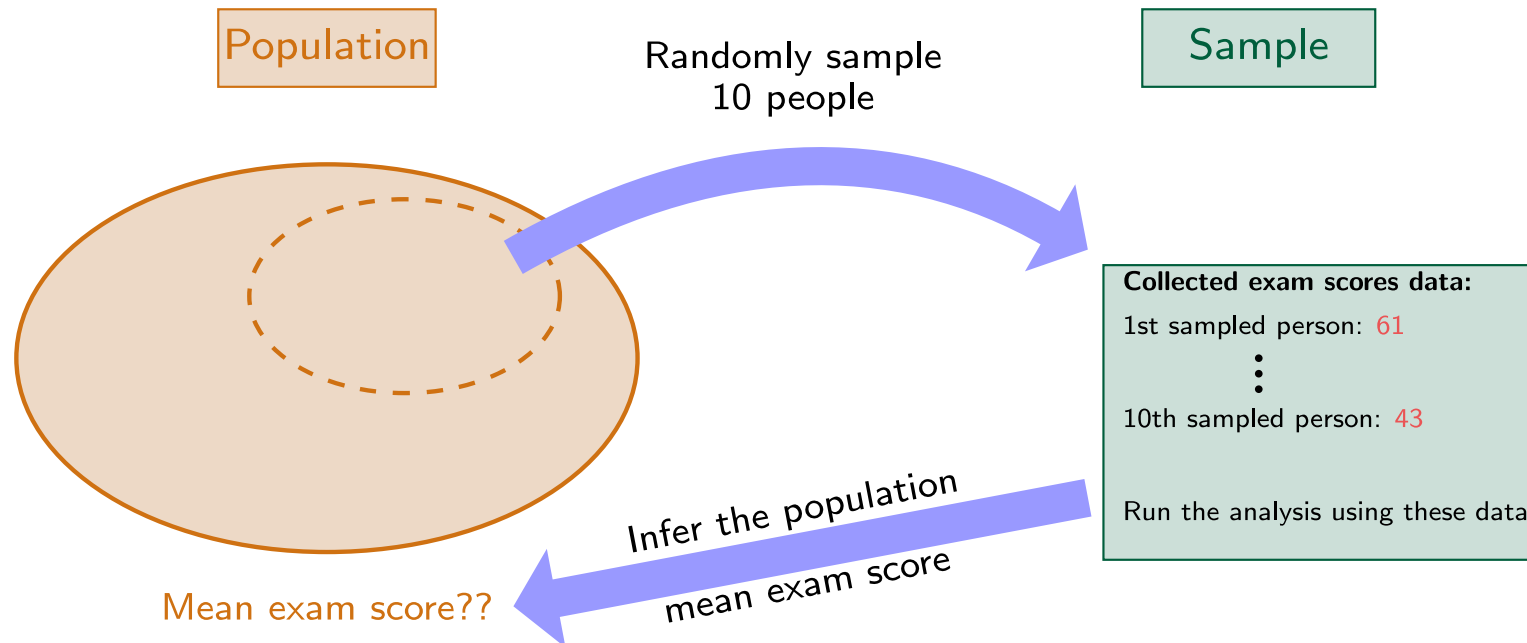 Population
Randomly sample
10 people
Sample
Collected exam scores data:
1st sampled person: 61
10th sampled person: 43
Run the analysis using these data
Infer the population
mean exam score
Mean exam score??